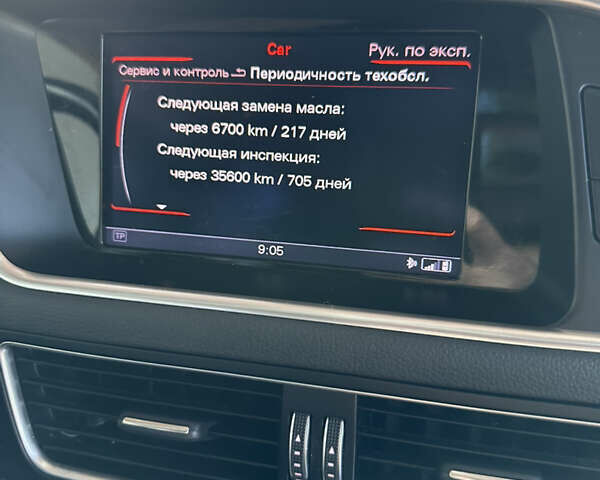 Car
Рук. по эксп.
Сервис и контроль Периодичность техобсл.
Следующая замена масла:
через 6700 km / 217 дней
Следующая инспекция:
через 35600 km / 705 дней
TP
9:05